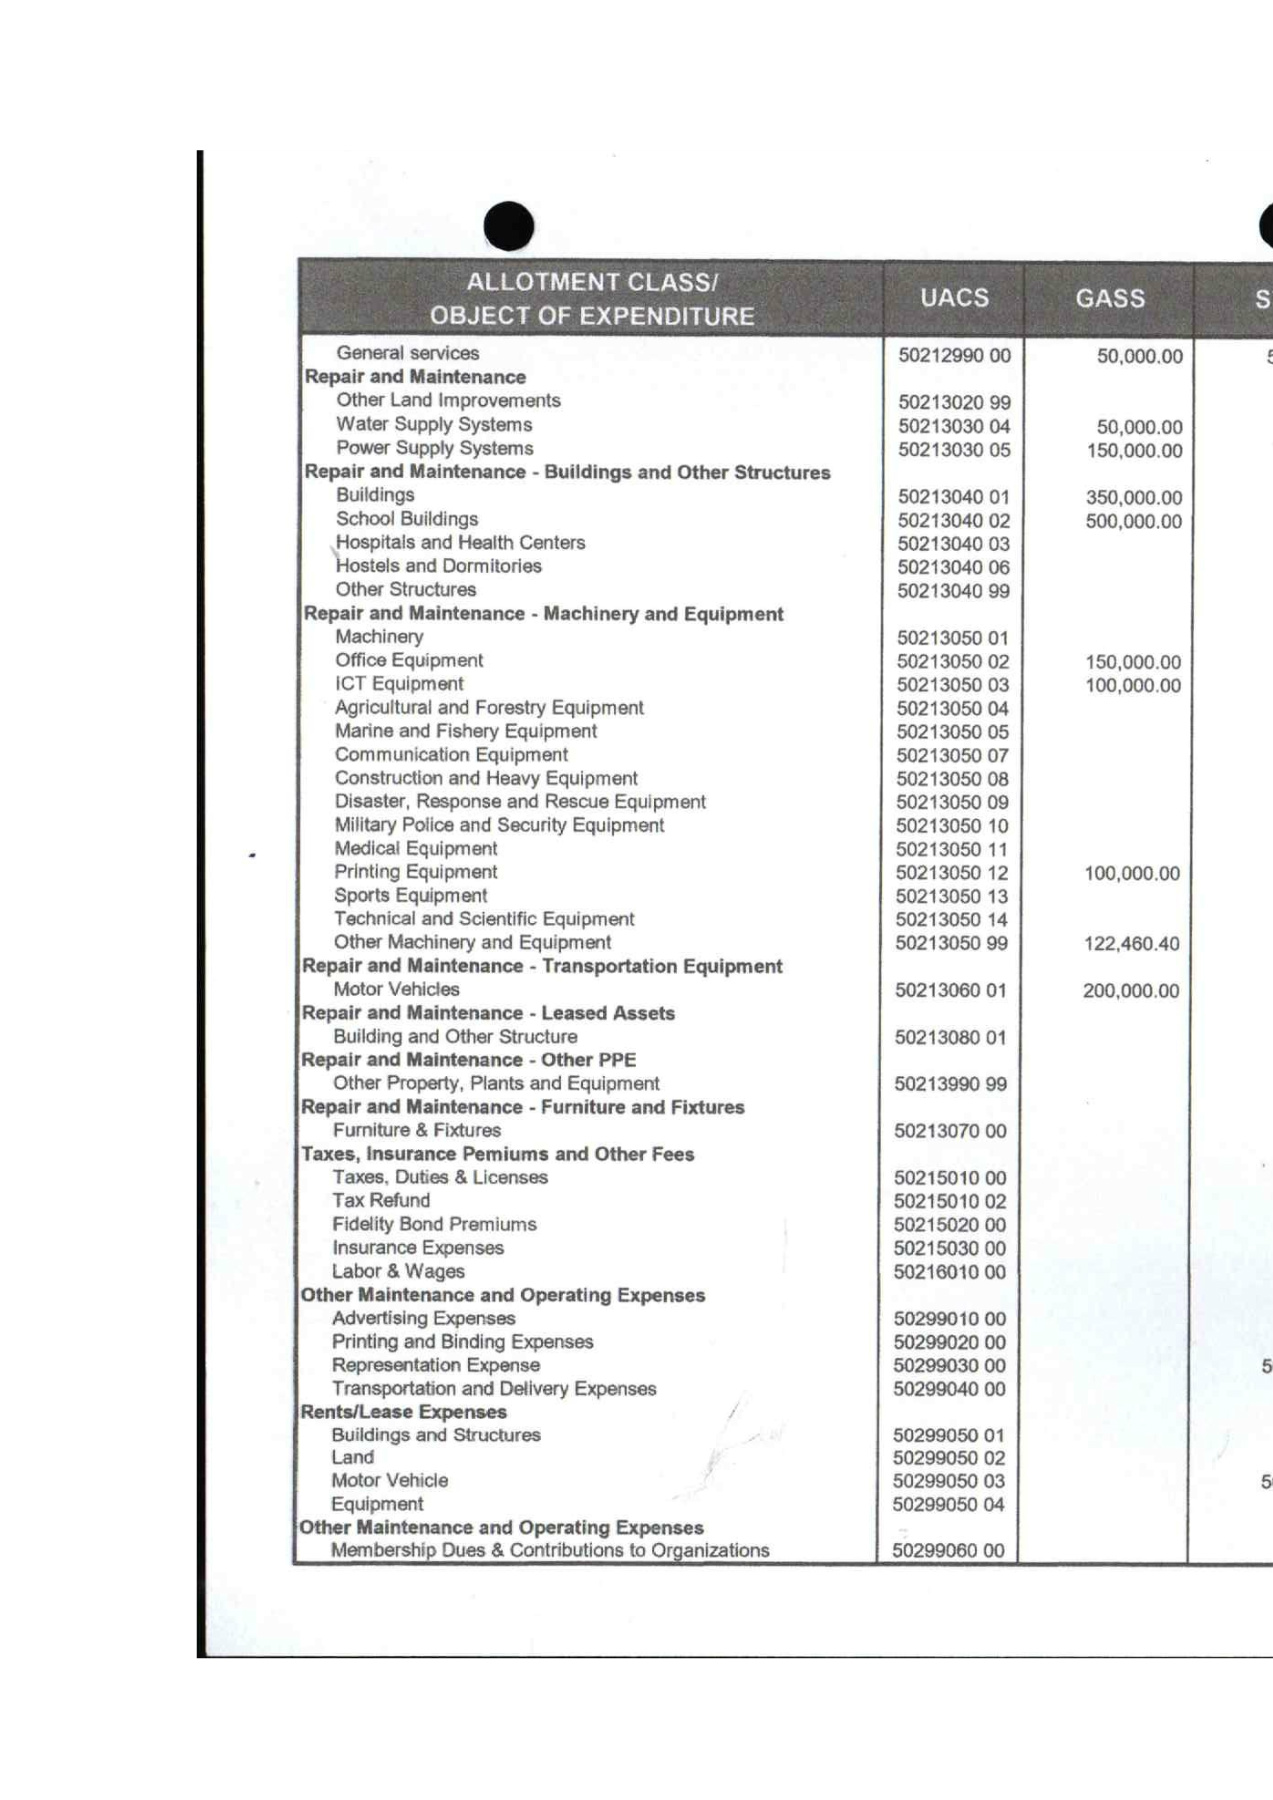 ALLOTMENT CLASS/
OBJECT OF EXPENDITURE UACS GASS S
General services 50212990 00 50,000.00 5
Repair and Maintenance
Other Land Improvements 50213020 99
Water Supply Systems 50213030 04 50,000.00
Power Supply Systems 50213030 05 150,000.00
Repair and Maintenance - Buildings and Other Structures
Buildings 50213040 01 350,000.00
School Buildings 50213040 02 500,000.00
Hospitals and Health Centers 50213040 03
Hostels and Dormitories 50213040 06
Other Structures 50213040 99
Repair and Maintenance - Machinery and Equipment
Machinery 50213050 01
Office Equipment 50213050 02 150,000.00
ICT Equipment 50213050 03 100,000.00
Agricultural and Forestry Equipment 50213050 04
Marine and Fishery Equipment 50213050 05
Communication Equipment 50213050 07
Construction and Heavy Equipment 50213050 08
Disaster, Response and Rescue Equipment 50213050 09
Military Police and Security Equipment 50213050 10
Medical Equipment 50213050 11
Printing Equipment 50213050 12 100,000.00
Sports Equipment 50213050 13
Technical and Scientific Equipment 50213050 14
Other Machinery and Equipment 50213050 99 122,460.40
Repair and Maintenance - Transportation Equipment
Motor Vehicles 50213060 01 200,000.00
Repair and Maintenance - Leased Assets
Building and Other Structure 50213080 01
Repair and Maintenance - Other PPE
Other Property, Plants and Equipment 50213990 99
Repair and Maintenance - Furniture and Fixtures
Furniture & Fixtures 50213070 00
Taxes, Insurance Pemiums and Other Fees
Taxes, Duties & Licenses 50215010 00
Tax Refund 50215010 02
Fidelity Bond Premiums 50215020 00
Insurance Expenses 50215030 00
Labor & Wages 50216010 00
Other Maintenance and Operating Expenses
Advertising Expenses 50299010 00
Printing and Binding Expenses 50299020 00
Representation Expense 50299030 00 5
Transportation and Delivery Expenses 50299040 00
Rents/Lease Expenses
Buildings and Structures 50299050 01
Land 50299050 02
Motor Vehicle 50299050 03 5
Equipment 50299050 04
Other Maintenance and Operating Expenses
Membership Dues & Contributions to Organizations 50299060 00